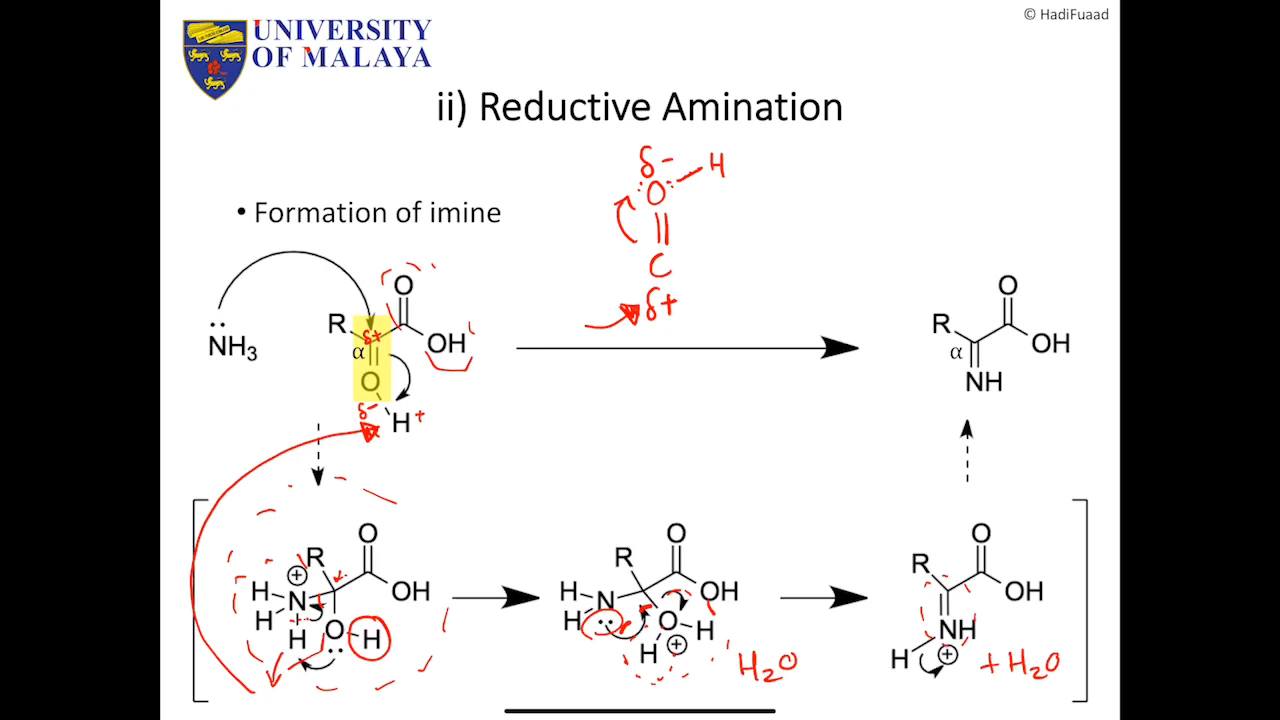 © HadiFuaad
UNIVERSITY
OF MALAYA
ii) Reductive Amination
δ-
H
:O:
• Formation of imine
C
δ+
O
R
δ+
α
OH
NH3
O
δ-
H+
O
R
α
OH
NH
O
R
+
H
N
OH
H
H
O
H
O
R
H
N
OH
H
O
H
H
+
H2O
O
R
OH
NH
H
+
+ H2O